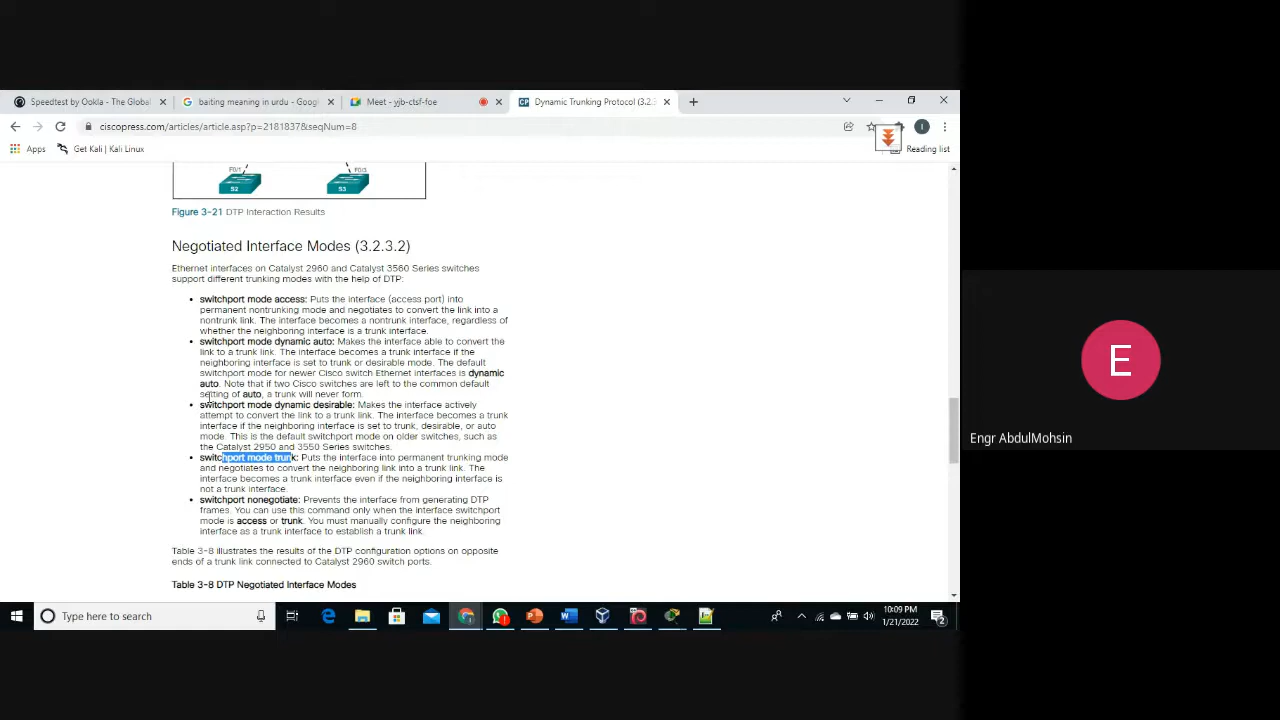 Speedtest by Ookla - The Global
baiting meaning in urdu - Googl
Meet - yjb-ctsf-foe
Dynamic Trunking Protocol (3.2.3
ciscopress.com/articles/article.asp?p=2181837&seqNum=8
Apps
Get Kali | Kali Linux
Reading list
F0/1
F0/3
S2
S3
Figure 3-21 DTP Interaction Results
Negotiated Interface Modes (3.2.3.2)
Ethernet interfaces on Catalyst 2960 and Catalyst 3560 Series switches
support different trunking modes with the help of DTP:
• switchport mode access: Puts the interface (access port) into
permanent nontrunking mode and negotiates to convert the link into a
nontrunk link. The interface becomes a nontrunk interface, regardless of
whether the neighboring interface is a trunk interface.
• switchport mode dynamic auto: Makes the interface able to convert the
link to a trunk link. The interface becomes a trunk interface if the
neighboring interface is set to trunk or desirable mode. The default
switchport mode for newer Cisco switch Ethernet interfaces is dynamic
auto. Note that if two Cisco switches are left to the common default
setting of auto, a trunk will never form.
• switchport mode dynamic desirable: Makes the interface actively
attempt to convert the link to a trunk link. The interface becomes a trunk
interface if the neighboring interface is set to trunk, desirable, or auto
mode. This is the default switchport mode on older switches, such as
the Catalyst 2950 and 3550 Series switches.
• switchport mode trunk: Puts the interface into permanent trunking mode
and negotiates to convert the neighboring link into a trunk link. The
interface becomes a trunk interface even if the neighboring interface is
not a trunk interface.
• switchport nonegotiate: Prevents the interface from generating DTP
frames. You can use this command only when the interface switchport
mode is access or trunk. You must manually configure the neighboring
interface as a trunk interface to establish a trunk link.
Table 3-8 illustrates the results of the DTP configuration options on opposite
ends of a trunk link connected to Catalyst 2960 switch ports.
Table 3-8 DTP Negotiated Interface Modes
Type here to search
10:09 PM
1/21/2022
2
E
Engr AbdulMohsin